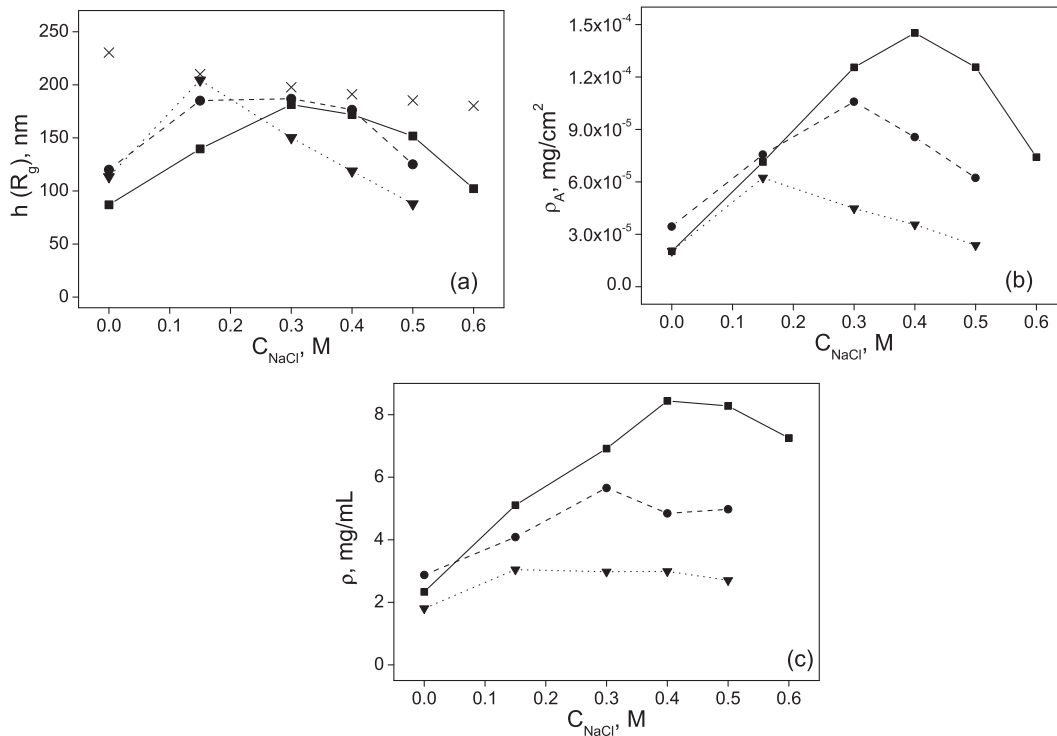 250
200
150
100
50
0
h (R_g), nm
(a)
0.0 0.1 0.2 0.3 0.4 0.5 0.6
C_NaCl, M
1.5x10^-4
1.2x10^-4
9.0x10^-5
6.0x10^-5
3.0x10^-5
0.0
ρ_A, mg/cm^2
(b)
0.0 0.1 0.2 0.3 0.4 0.5 0.6
C_NaCl, M
8
6
4
2
0
ρ, mg/mL
(c)
0.0 0.1 0.2 0.3 0.4 0.5 0.6
C_NaCl, M